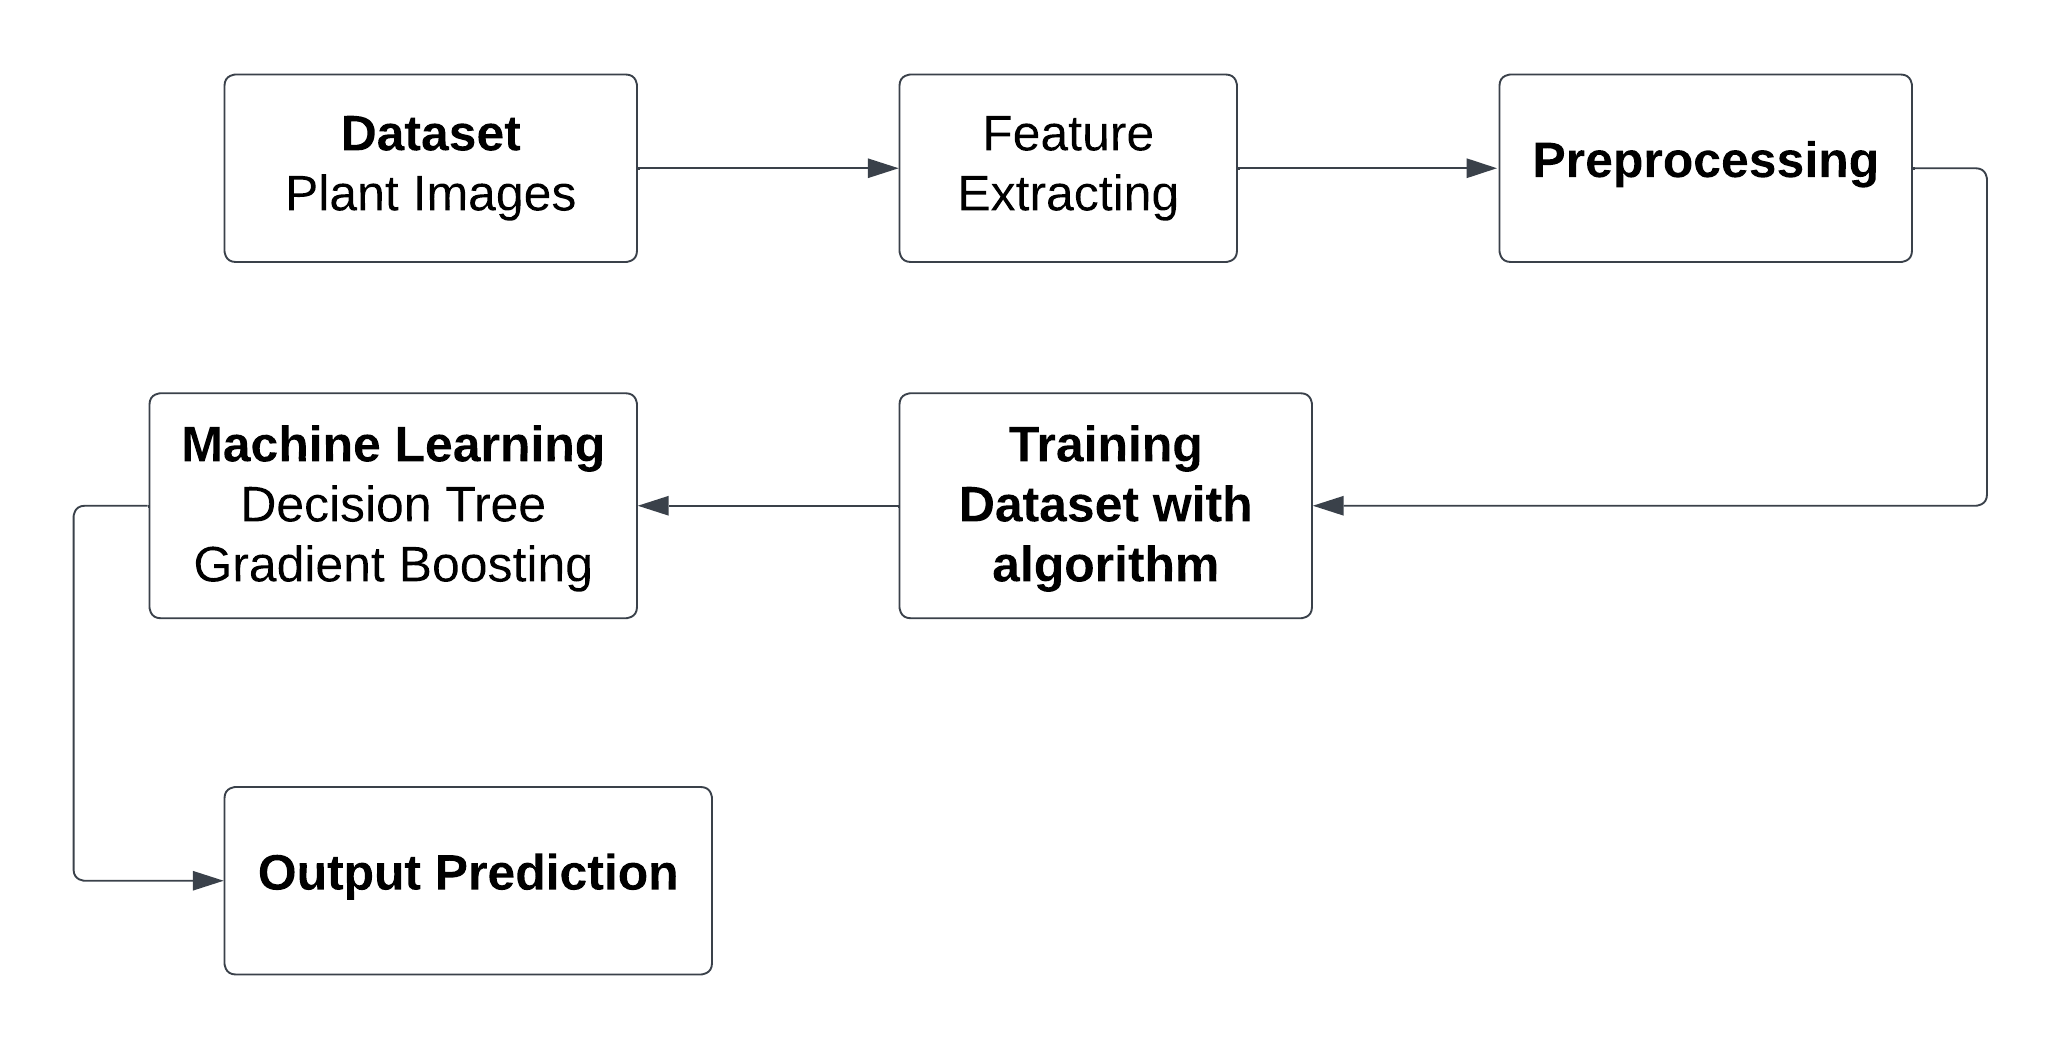 Dataset
Plant Images
Feature
Extracting
Preprocessing
Machine Learning
Decision Tree
Gradient Boosting
Training
Dataset with
algorithm
Output Prediction